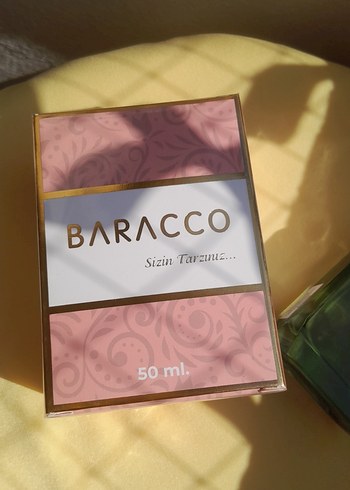 BARACCO
Sizin Tarzınız...
50 ml.